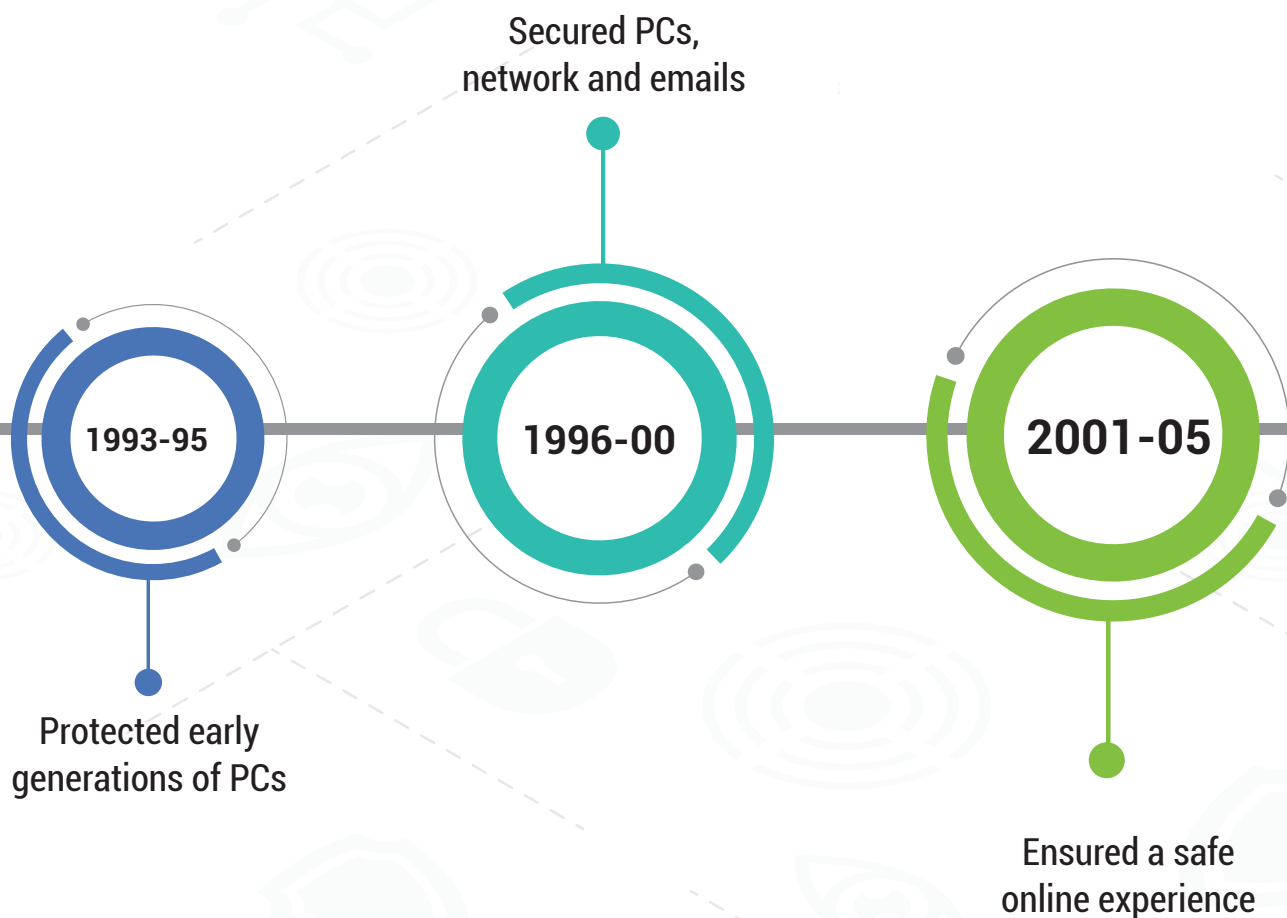 Secured PCs,
network and emails
1993-95
1996-00
2001-05
Protected early
generations of PCs
Ensured a safe
online experience